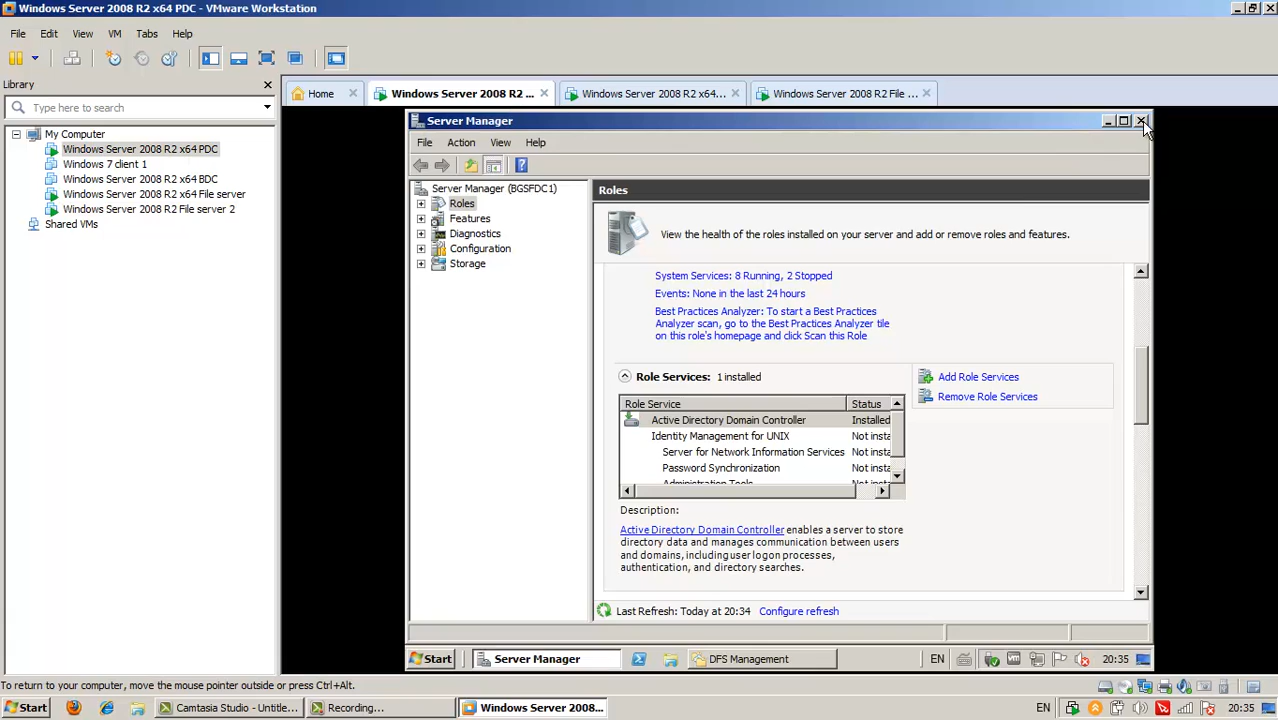 Windows Server 2008 R2 x64 PDC - VMware Workstation
File Edit View VM Tabs Help
Library
Type here to search
My Computer
Windows Server 2008 R2 x64 PDC
Windows 7 client 1
Windows Server 2008 R2 x64 BDC
Windows Server 2008 R2 x64 File server
Windows Server 2008 R2 File server 2
Shared VMs
Home
Windows Server 2008 R2 ...
Windows Server 2008 R2 x64...
Windows Server 2008 R2 File ...
Server Manager
File Action View Help
Server Manager (BGSFDC1)
Roles
Features
Diagnostics
Configuration
Storage
Roles
View the health of the roles installed on your server and add or remove roles and features.
System Services: 8 Running, 2 Stopped
Events: None in the last 24 hours
Best Practices Analyzer: To start a Best Practices
Analyzer scan, go to the Best Practices Analyzer tile
on this role's homepage and click Scan this Role
Role Services: 1 installed
Add Role Services
Remove Role Services
Role Service Status
Active Directory Domain Controller Installed
Identity Management for UNIX Not insta
Server for Network Information Services Not insta
Password Synchronization Not insta
Administration Tools Not insta
Description:
Active Directory Domain Controller enables a server to store
directory data and manages communication between users
and domains, including user logon processes,
authentication, and directory searches.
Last Refresh: Today at 20:34 Configure refresh
Start Server Manager DFS Management EN 20:35
To return to your computer, move the mouse pointer outside or press Ctrl+Alt.
Start Camtasia Studio - Untitle... Recording... Windows Server 2008... EN 20:35